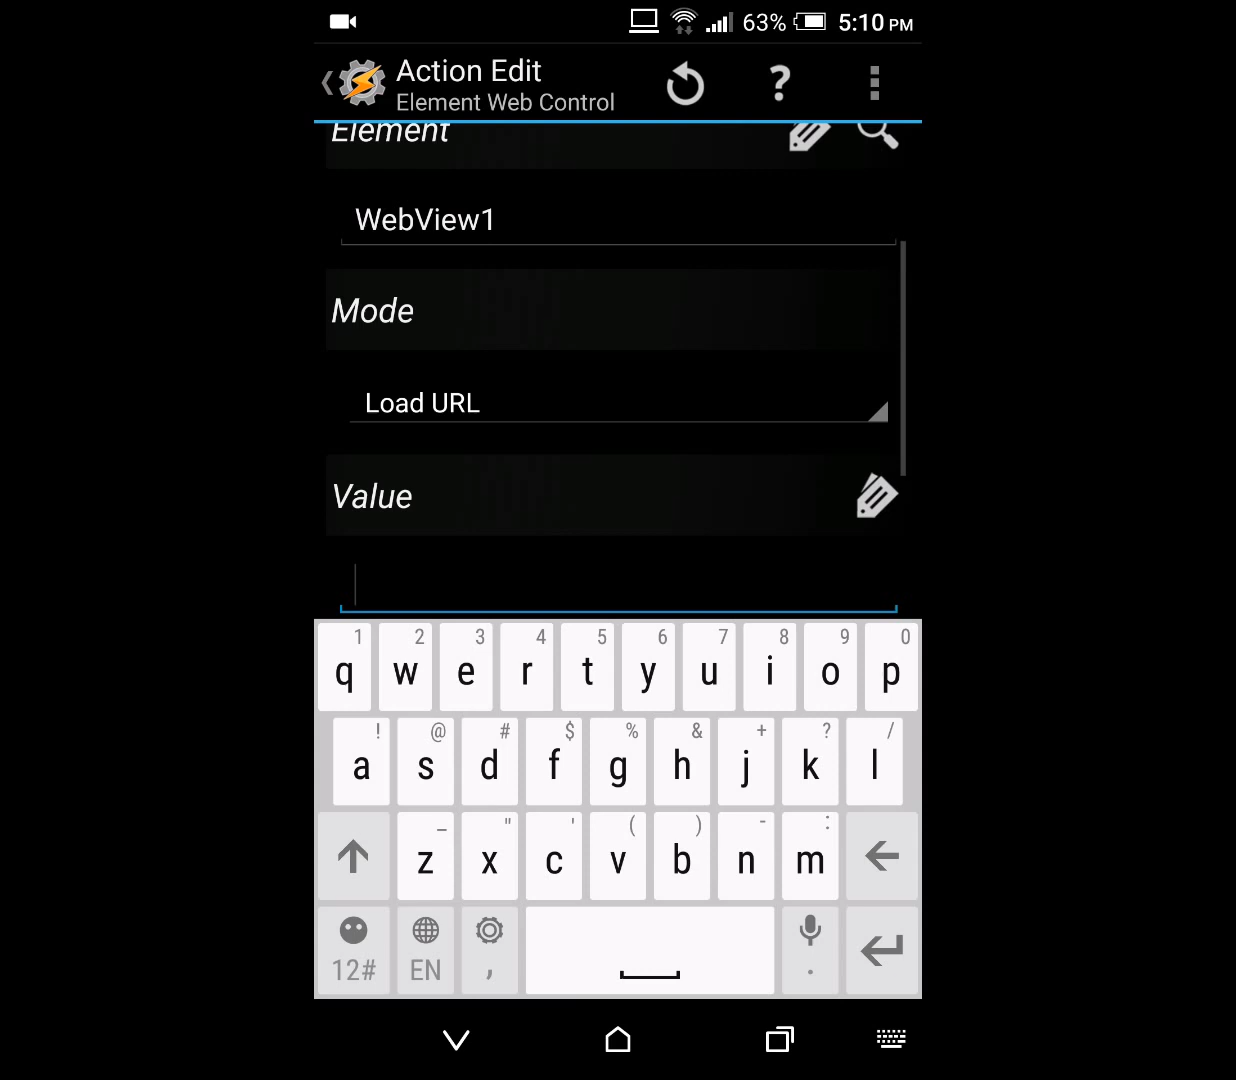 63% 5:10 PM
Action Edit
Element Web Control
?
Element
WebView1
Mode
Load URL
Value
1 2 3 4 5 6 7 8 9 0
q w e r t y u i o p
! @ # $ % & + ? /
a s d f g h j k l
_ " ' ( ) - :
z x c v b n m
12# EN , .